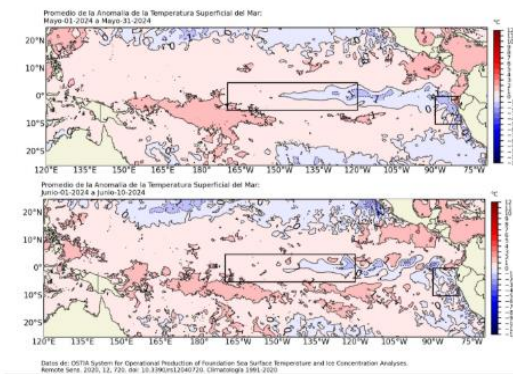 Promedio de la Anomalía de la Temperatura Superficial del Mar:
Mayo-01-2024 a Mayo-31-2024
°C
20°N
10°N
0°
10°S
20°S
120°E 135°E 150°E 165°E 180° 165°W 150°W 135°W 120°W 105°W 90°W 75°W
Promedio de la Anomalía de la Temperatura Superficial del Mar:
Junio-01-2024 a Junio-10-2024
°C
20°N
10°N
0°
10°S
20°S
120°E 135°E 150°E 165°E 180° 165°W 150°W 135°W 120°W 105°W 90°W 75°W
Datos de: OSTIA System for Operational Production of Foundation Sea Surface Temperature and Ice Concentration Analyses.
Remote Sens. 2020, 12, 720, doi: 10.3390/rs12040720. Climatología 1991-2020